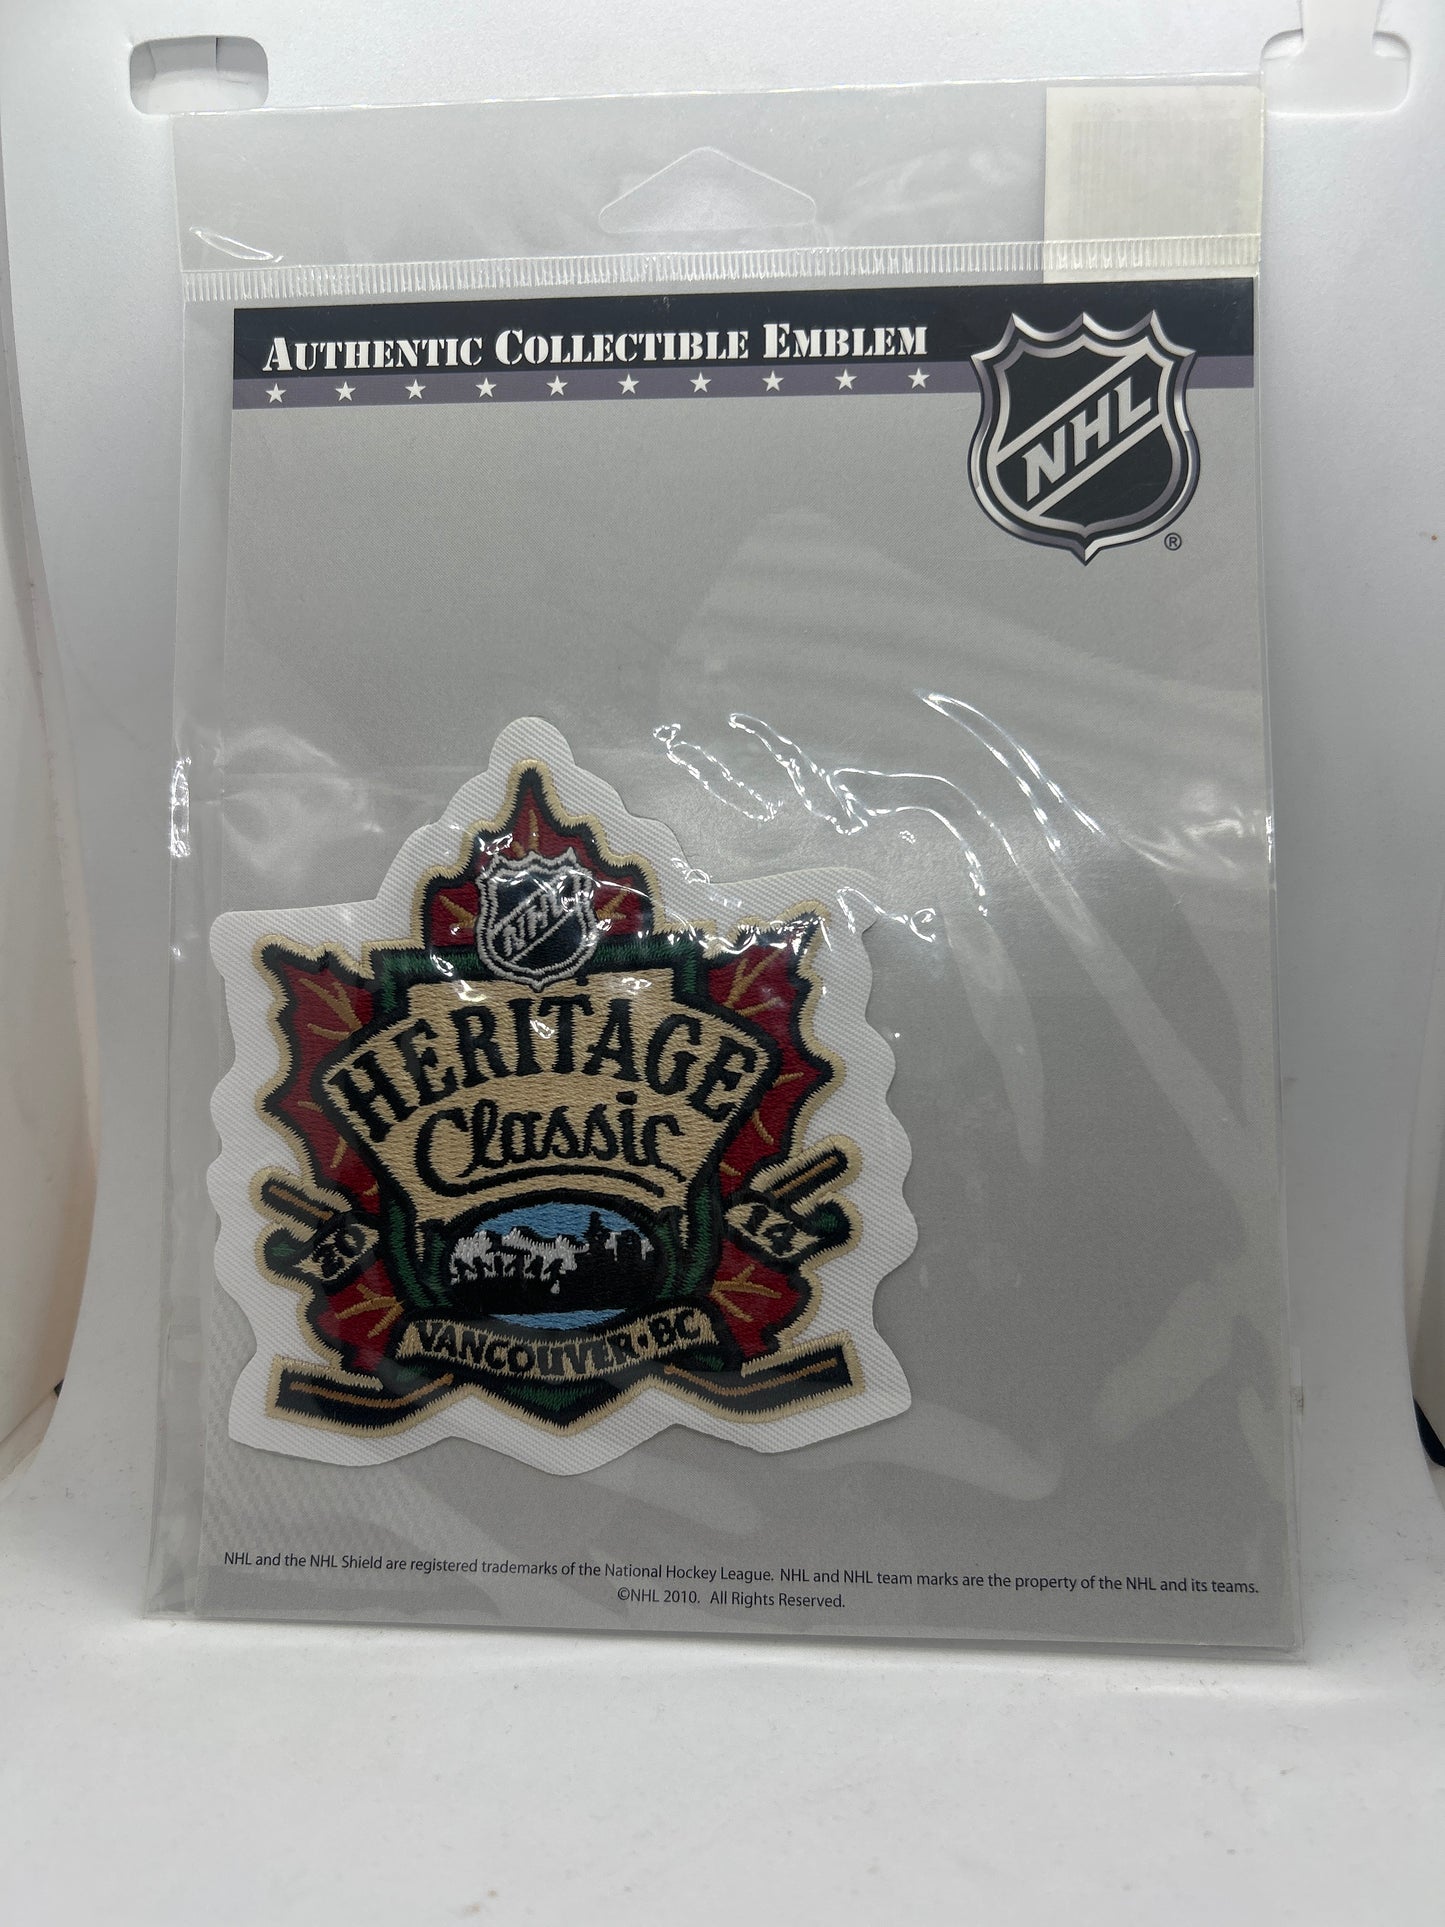 AUTHENTIC COLLECTIBLE EMBLEM
NHL
®
NHL
HERITAGE
Classic
20 14
VANCOUVER • BC
NHL and the NHL Shield are registered trademarks of the National Hockey League. NHL and NHL team marks are the property of the NHL and its teams.
©NHL 2010. All Rights Reserved.